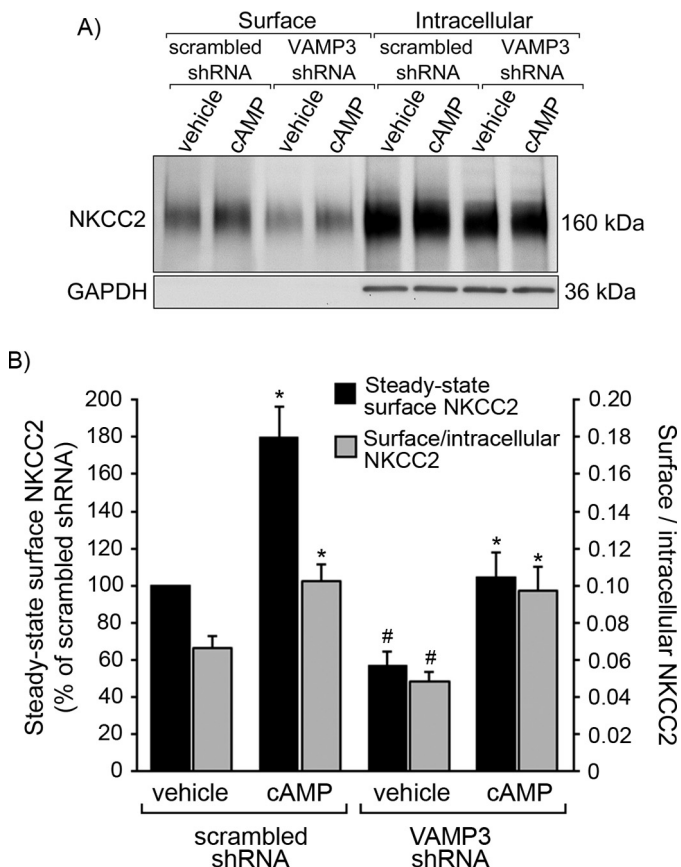 A)
Surface Intracellular
scrambled shRNA VAMP3 shRNA scrambled shRNA VAMP3 shRNA
vehicle cAMP vehicle cAMP vehicle cAMP vehicle cAMP
NKCC2 160 kDa
GAPDH 36 kDa
B)
Steady-state surface NKCC2
(% of scrambled shRNA)
200
180
160
140
120
100
80
60
40
20
0
Steady-state
surface NKCC2
Surface/intracellular
NKCC2
* * # # * *
0.20
0.18
0.16
0.14
0.12
0.10
0.08
0.06
0.04
0.02
0
Surface / intracellular NKCC2
vehicle cAMP vehicle cAMP
scrambled shRNA VAMP3 shRNA